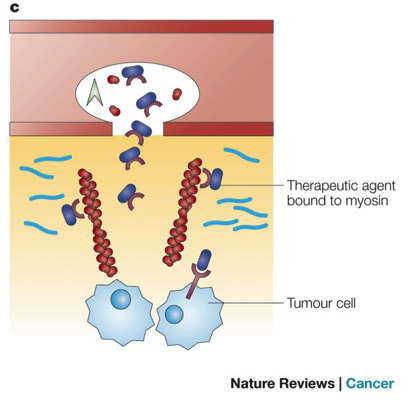 c
Therapeutic agent
bound to myosin
Tumour cell
Nature Reviews | Cancer